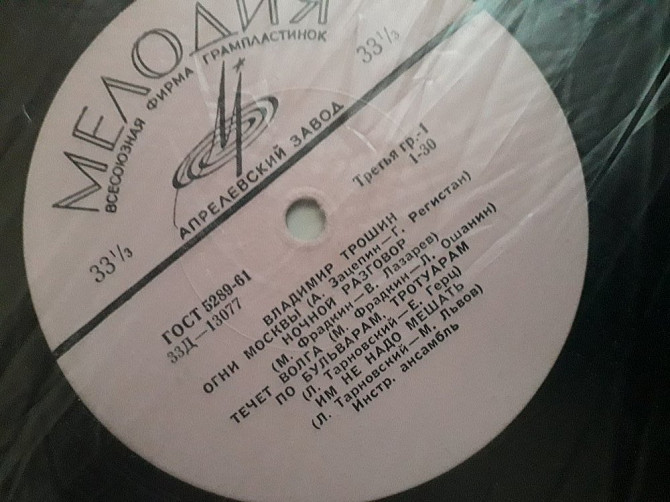 МЕЛОДИЯ
ВСЕСОЮЗНАЯ ФИРМА ГРАМПЛАСТИНОК
33⅓
33⅓
АПРЕЛЕВСКИЙ ЗАВОД
ГОСТ 5289-61
33Д—13077
Третья гр.-1
1-30
ВЛАДИМИР ТРОШИН
ОГНИ МОСКВЫ (А. Зацепин—Г. Регистан)
НОЧНОЙ РАЗГОВОР
(М. Фрадкин—В. Лазарев)
ТЕЧЕТ ВОЛГА (М. Фрадкин—Л. Ошанин)
ПО БУЛЬВАРАМ, ТРОТУАРАМ
(Л. Тарновский—Е. Герц)
ИМ НЕ НАДО МЕШАТЬ
(Л. Тарновский—М. Львов)
Инстр. ансамбль